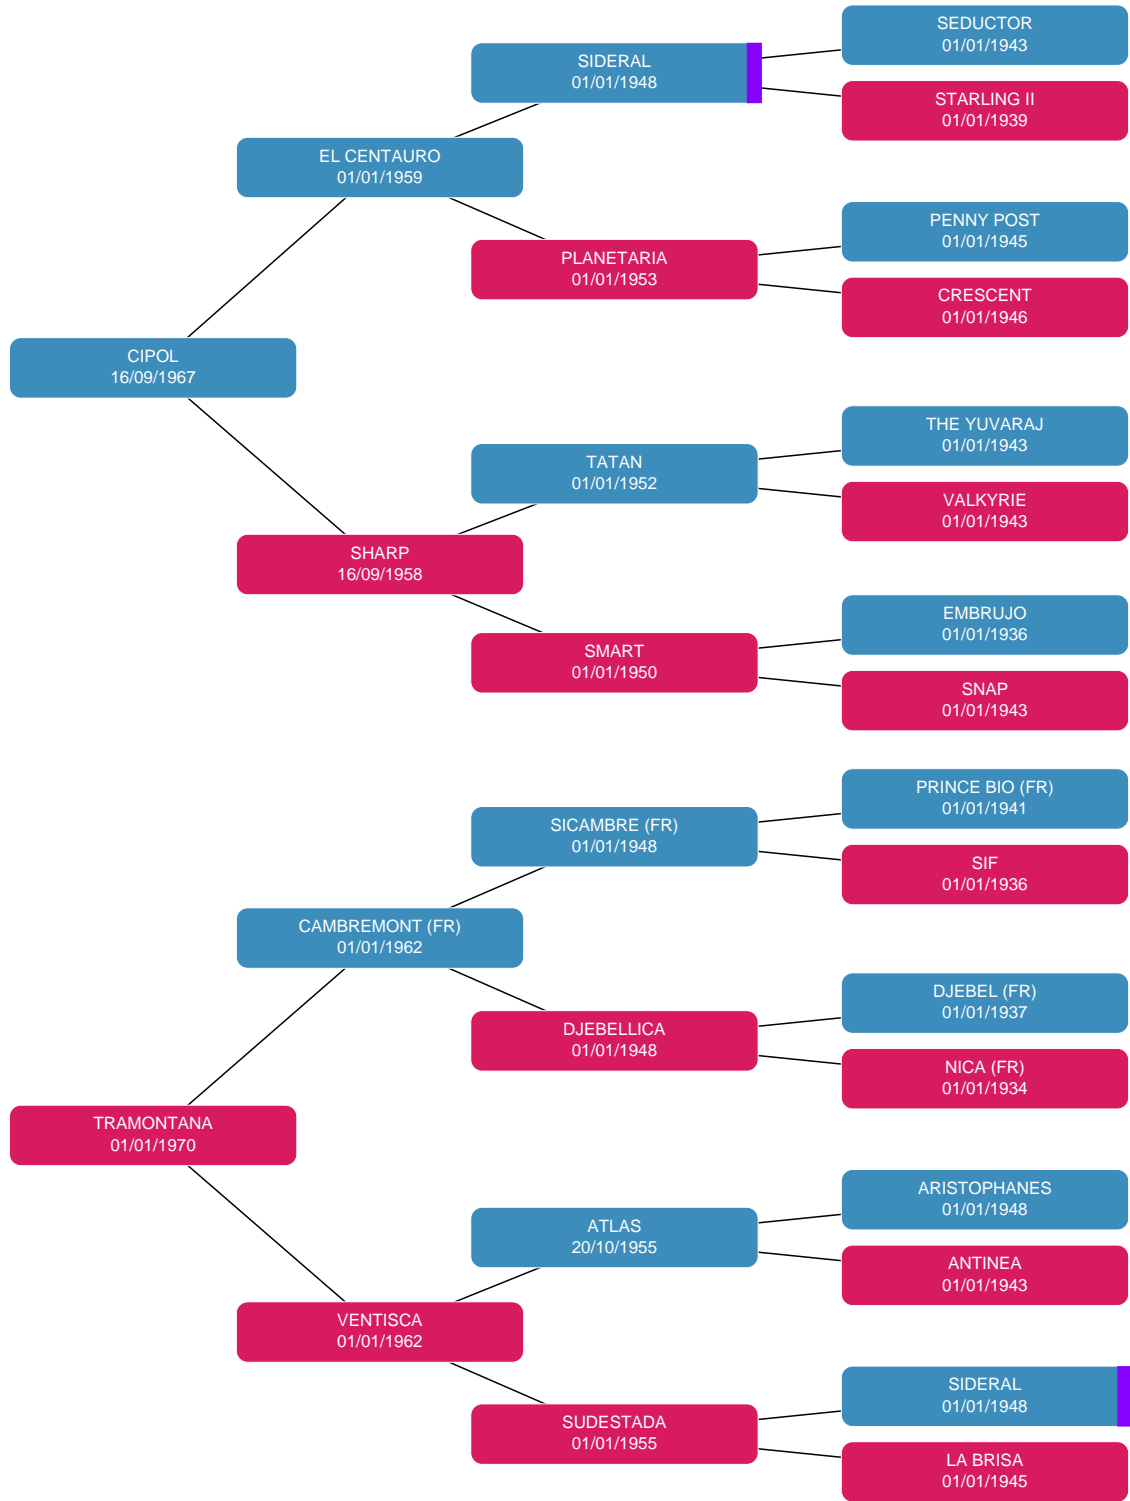 SEDUCTOR
01/01/1943
SIDERAL
01/01/1948
STARLING II
01/01/1939
EL CENTAURO
01/01/1959
PENNY POST
01/01/1945
PLANETARIA
01/01/1953
CRESCENT
01/01/1946
CIPOL
16/09/1967
THE YUVARAJ
01/01/1943
TATAN
01/01/1952
VALKYRIE
01/01/1943
SHARP
16/09/1958
EMBRUJO
01/01/1936
SMART
01/01/1950
SNAP
01/01/1943
PRINCE BIO (FR)
01/01/1941
SICAMBRE (FR)
01/01/1948
SIF
01/01/1936
CAMBREMONT (FR)
01/01/1962
DJEBEL (FR)
01/01/1937
DJEBELLICA
01/01/1948
NICA (FR)
01/01/1934
TRAMONTANA
01/01/1970
ARISTOPHANES
01/01/1948
ATLAS
20/10/1955
ANTINEA
01/01/1943
VENTISCA
01/01/1962
SIDERAL
01/01/1948
SUDESTADA
01/01/1955
LA BRISA
01/01/1945